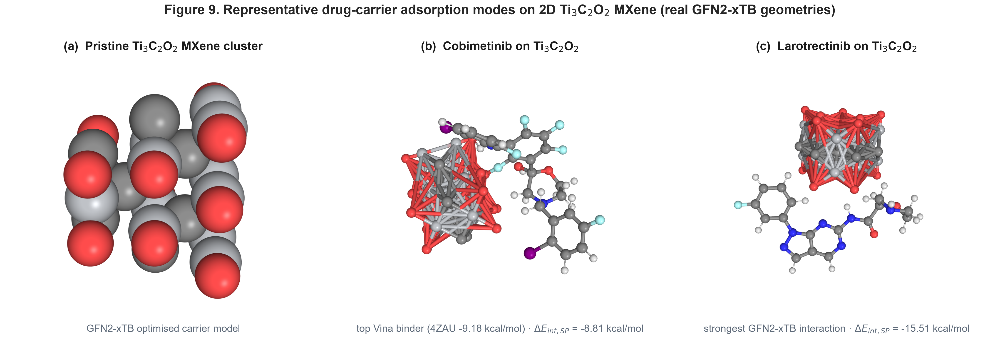 Figure 9. Representative drug-carrier adsorption modes on 2D Ti₃C₂O₂ MXene (real GFN2-xTB geometries)
(a) Pristine Ti₃C₂O₂ MXene cluster
(b) Cobimetinib on Ti₃C₂O₂
(c) Larotrectinib on Ti₃C₂O₂
GFN2-xTB optimised carrier model
top Vina binder (4ZAU -9.18 kcal/mol) · ΔE_int,SP = -8.81 kcal/mol
strongest GFN2-xTB interaction · ΔE_int,SP = -15.51 kcal/mol